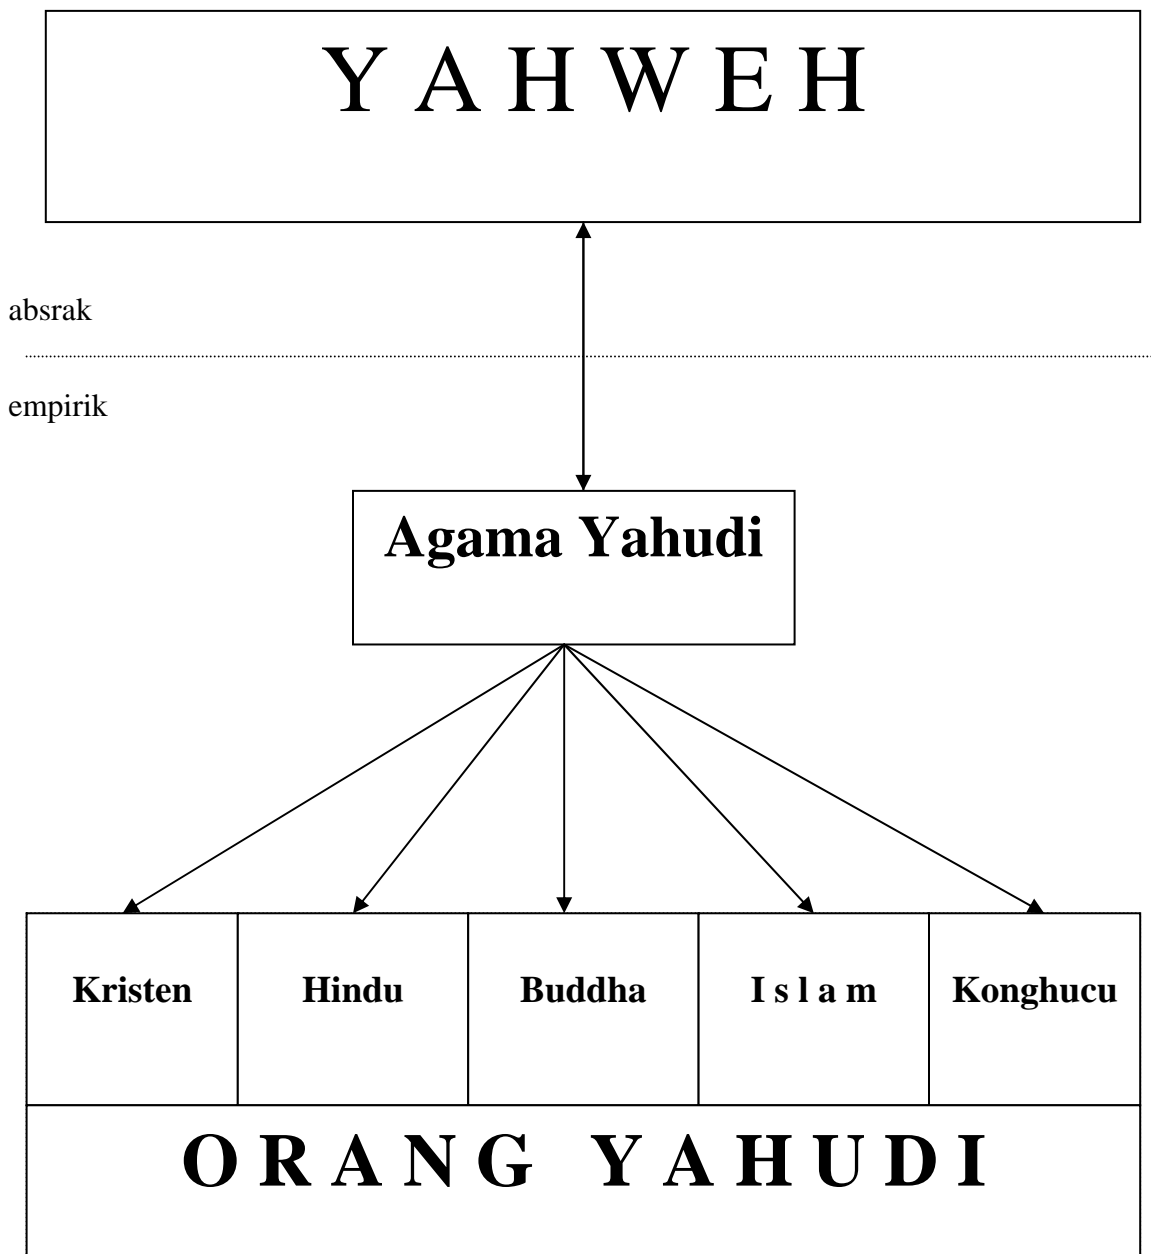 Y A H W E H
absrak
empirik
Agama Yahudi
Kristen
Hindu
Buddha
I s l a m
Konghucu
O R A N G Y A H U D I